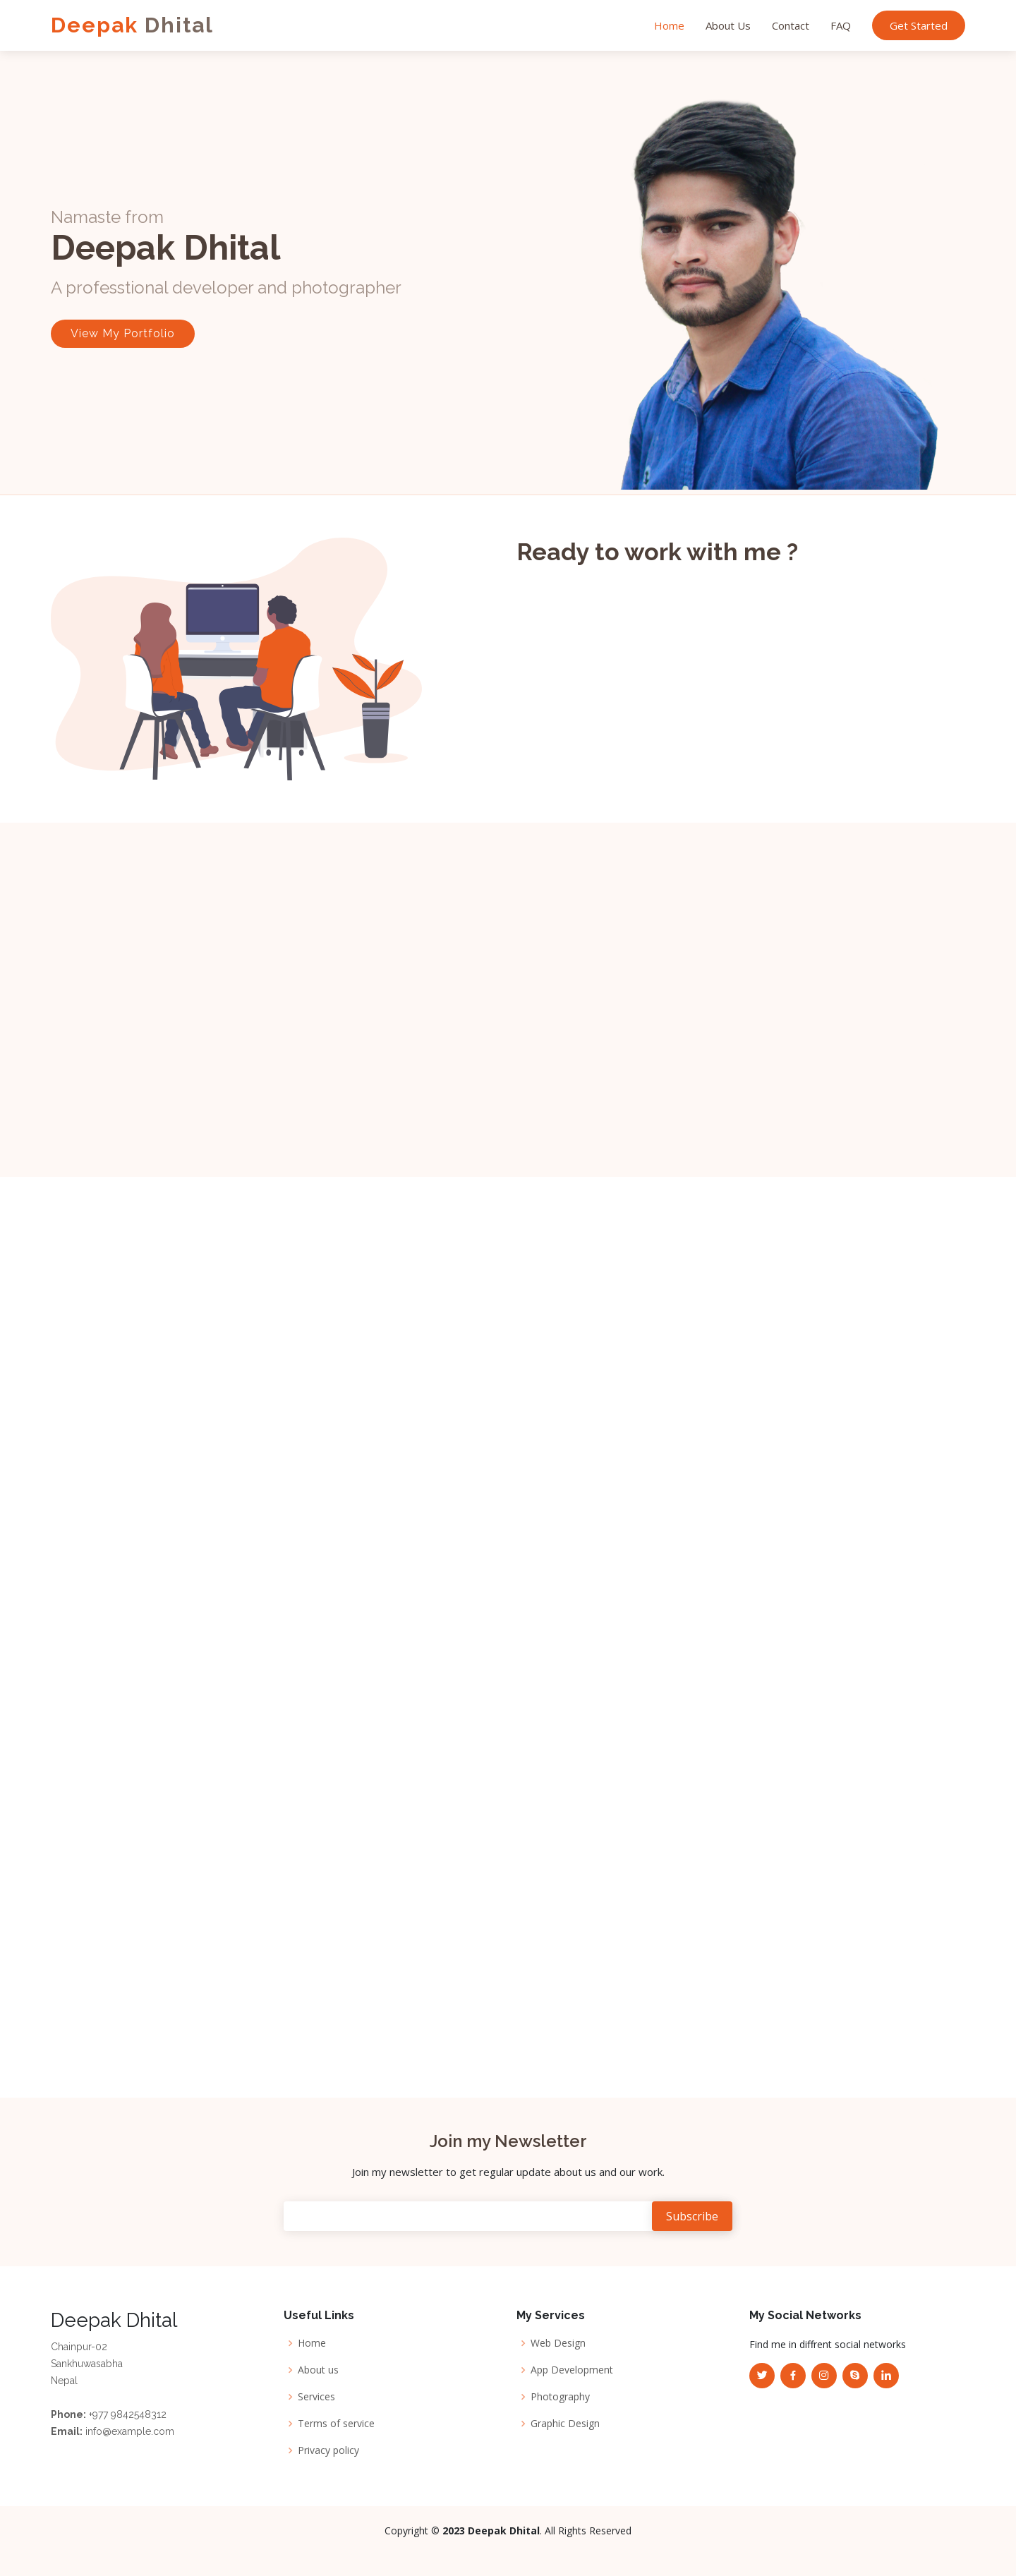 Deepak Dhital
Home About Us Contact FAQ Get Started
Namaste from
Deepak Dhital
A professtional developer and photographer
View My Portfolio
Ready to work with me ?
Join my Newsletter
Join my newsletter to get regular update about us and our work.
Subscribe
Deepak Dhital
Chainpur-02
Sankhuwasabha
Nepal
Phone: +977 9842548312
Email: info@example.com
Useful Links
Home
About us
Services
Terms of service
Privacy policy
My Services
Web Design
App Development
Photography
Graphic Design
My Social Networks
Find me in diffrent social networks
Copyright © 2023 Deepak Dhital. All Rights Reserved